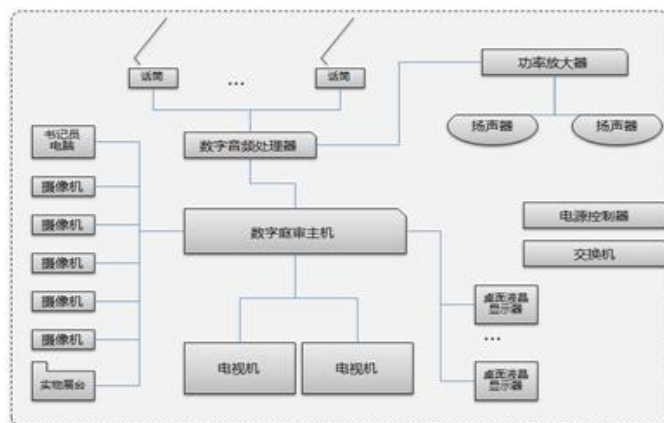 话筒
...
话筒
功率放大器
扬声器
扬声器
书记员
电脑
数字音频处理器
摄像机
摄像机
摄像机
摄像机
摄像机
实物展台
数字庭审主机
电源控制器
交换机
电视机
电视机
桌面液晶
显示器
...
桌面液晶
显示器